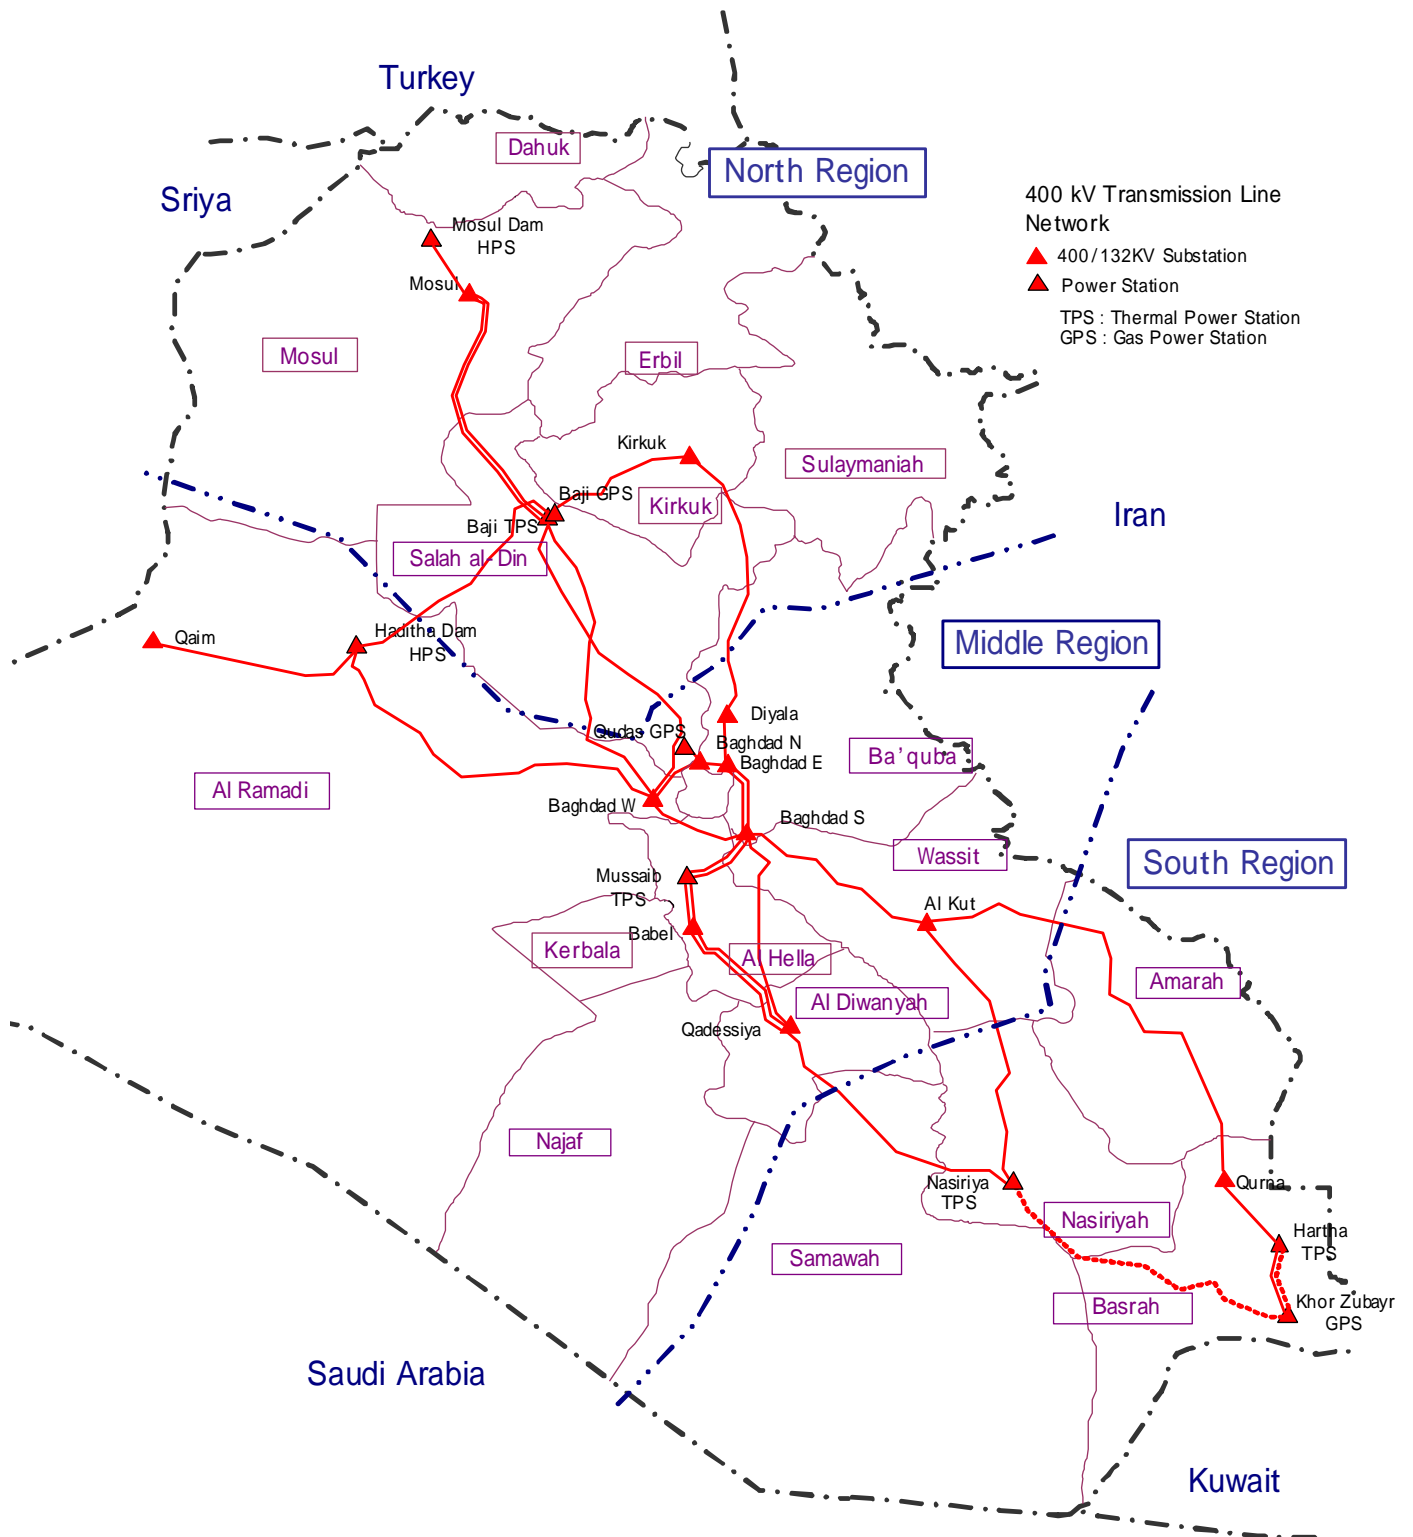 Turkey
Dahuk
North Region
Sriya
400 kV Transmission Line
Network
400/132KV Substation
Power Station
TPS : Thermal Power Station
GPS : Gas Power Station
Mosul Dam
HPS
Mosul
Mosul
Erbil
Kirkuk
Sulaymaniah
Baji GPS
Kirkuk
Iran
Baji TPS
Salah al-Din
Qaim
Haditha Dam
HPS
Middle Region
Diyala
Qudas GPS
Baghdad N
Baghdad E
Ba'quba
Al Ramadi
Baghdad W
Baghdad S
Wassit
South Region
Mussaib
TPS
Al Kut
Babel
Kerbala
Al Hella
Amarah
Al Diwanyah
Qadessiya
Najaf
Nasiriya
TPS
Qurna
Nasiriyah
Hartha
TPS
Samawah
Basrah
Khor Zubayr
GPS
Saudi Arabia
Kuwait